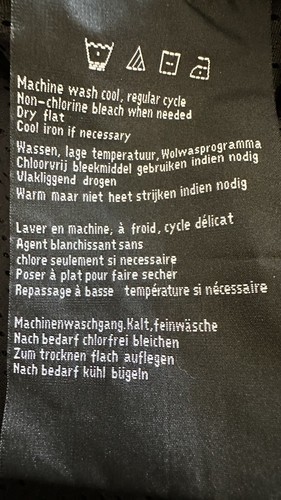 Machine wash cool, regular cycle
Non-chlorine bleach when needed
Dry flat
Cool iron if necessary
Wassen, lage temperatuur, Wolwasprogramma
Chloorvrij bleekmiddel gebruiken indien nodig
Vlakliggend drogen
Warm maar niet heet strijken indien nodig
Laver en machine, à froid, cycle délicat
Agent blanchissant sans
chlore seulement si necessaire
Poser à plat pour faire secher
Repassage à basse température si nécessaire
Machinenwaschgang.Kalt,feinwäsche
Nach bedarf chlorfrei bleichen
Zum trocknen flach auflegen
Nach bedarf kühl bügeln